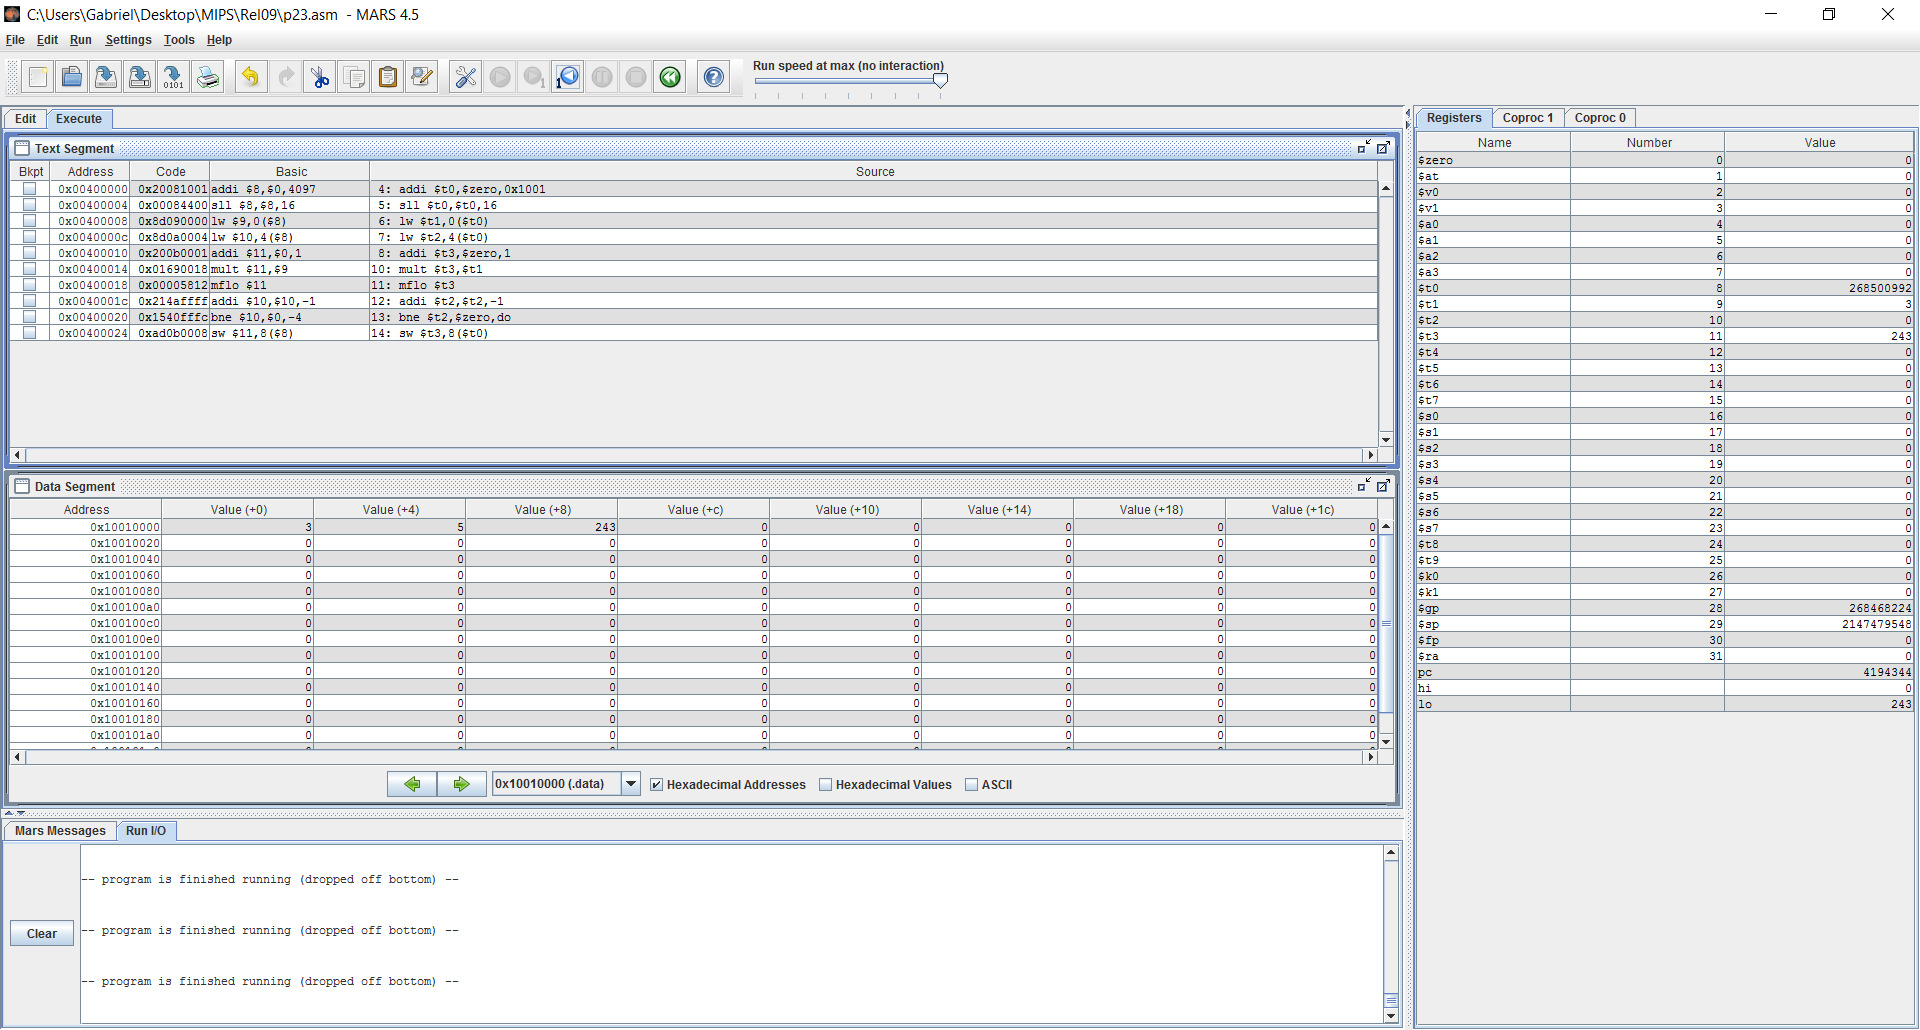 C:\Users\Gabriel\Desktop\MIPS\Rel09\p23.asm - MARS 4.5
File Edit Run Settings Tools Help
Run speed at max (no interaction)
Edit Execute
Text Segment
Bkpt Address Code Basic Source
0x00400000 0x20081001 addi $8,$0,4097 4: addi $t0,$zero,0x1001
0x00400004 0x00084400 sll $8,$8,16 5: sll $t0,$t0,16
0x00400008 0x8d090000 lw $9,0($8) 6: lw $t1,0($t0)
0x0040000c 0x8d0a0004 lw $10,4($8) 7: lw $t2,4($t0)
0x00400010 0x200b0001 addi $11,$0,1 8: addi $t3,$zero,1
0x00400014 0x01690018 mult $11,$9 10: mult $t3,$t1
0x00400018 0x00005812 mflo $11 11: mflo $t3
0x0040001c 0x214affff addi $10,$10,-1 12: addi $t2,$t2,-1
0x00400020 0x1540fffc bne $10,$0,-4 13: bne $t2,$zero,do
0x00400024 0xad0b0008 sw $11,8($8) 14: sw $t3,8($t0)
Data Segment
Address Value (+0) Value (+4) Value (+8) Value (+c) Value (+10) Value (+14) Value (+18) Value (+1c)
0x10010000 3 5 243 0 0 0 0 0
0x10010020 0 0 0 0 0 0 0 0
0x10010040 0 0 0 0 0 0 0 0
0x10010060 0 0 0 0 0 0 0 0
0x10010080 0 0 0 0 0 0 0 0
0x100100a0 0 0 0 0 0 0 0 0
0x100100c0 0 0 0 0 0 0 0 0
0x100100e0 0 0 0 0 0 0 0 0
0x10010100 0 0 0 0 0 0 0 0
0x10010120 0 0 0 0 0 0 0 0
0x10010140 0 0 0 0 0 0 0 0
0x10010160 0 0 0 0 0 0 0 0
0x10010180 0 0 0 0 0 0 0 0
0x100101a0 0 0 0 0 0 0 0 0
0x10010000 (.data) Hexadecimal Addresses Hexadecimal Values ASCII
Mars Messages Run I/O
-- program is finished running (dropped off bottom) --
-- program is finished running (dropped off bottom) --
-- program is finished running (dropped off bottom) --
Clear
Registers Coproc 1 Coproc 0
Name Number Value
$zero 0 0
$at 1 0
$v0 2 0
$v1 3 0
$a0 4 0
$a1 5 0
$a2 6 0
$a3 7 0
$t0 8 268500992
$t1 9 3
$t2 10 0
$t3 11 243
$t4 12 0
$t5 13 0
$t6 14 0
$t7 15 0
$s0 16 0
$s1 17 0
$s2 18 0
$s3 19 0
$s4 20 0
$s5 21 0
$s6 22 0
$s7 23 0
$t8 24 0
$t9 25 0
$k0 26 0
$k1 27 0
$gp 28 268468224
$sp 29 2147479548
$fp 30 0
$ra 31 0
pc 4194344
hi 0
lo 243